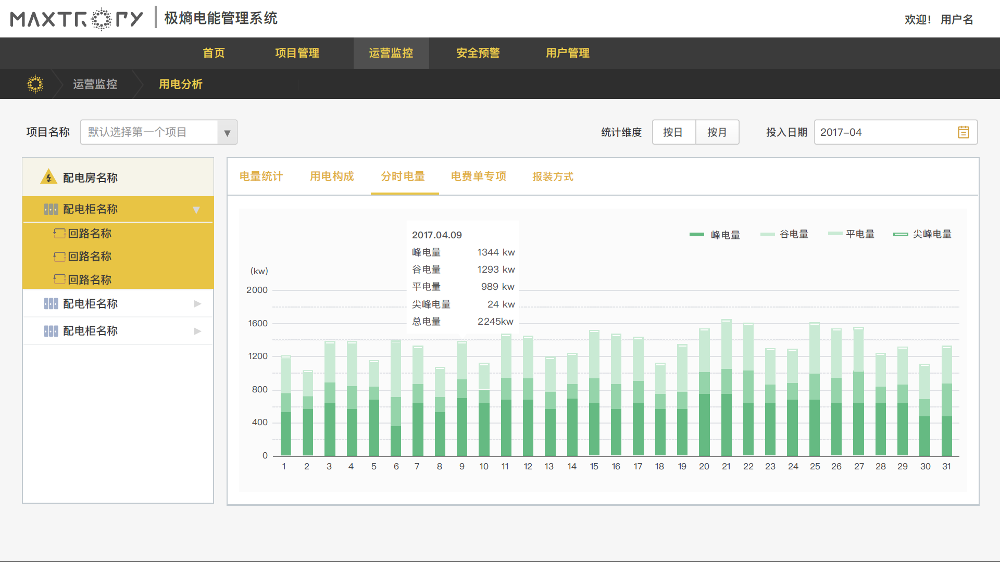 MAXTROPY 极熵电能管理系统
欢迎! 用户名
首页 项目管理 运营监控 安全预警 用户管理
运营监控 用电分析
项目名称 默认选择第一个项目 ▼
统计维度 按日 按月 投入日期 2017-04
配电房名称
配电柜名称
回路名称
回路名称
回路名称
配电柜名称
配电柜名称
电量统计 用电构成 分时电量 电费单专项 报装方式
峰电量 谷电量 平电量 尖峰电量
2017.04.09
峰电量 1344 kw
谷电量 1293 kw
平电量 989 kw
尖峰电量 24 kw
总电量 2245kw
(kw)
2000
1600
1200
800
400
0
1 2 3 4 5 6 7 8 9 10 11 12 13 14 15 16 17 18 19 20 21 22 23 24 25 26 27 28 29 30 31